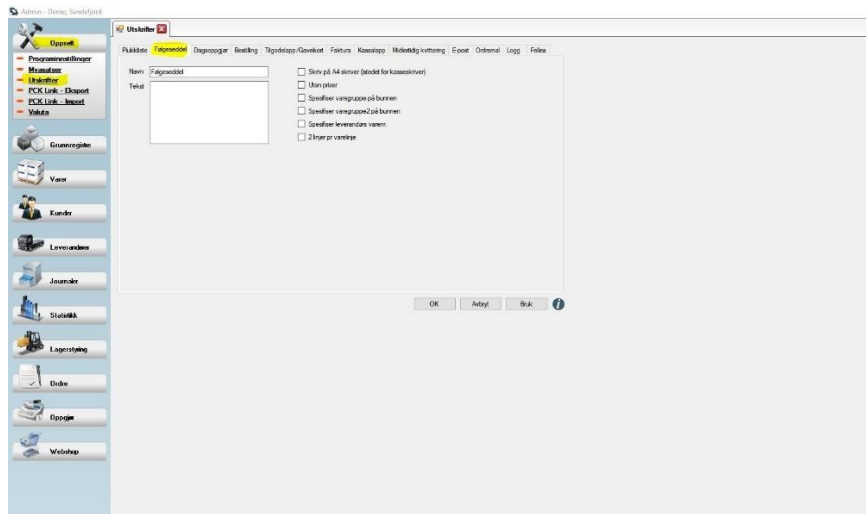 Admin - Demo, Sandefjord
Oppsett
Programinnstillinger
Mvasatser
Utskrifter
PCK Link - Eksport
PCK Link - Import
Valuta
Grunnregister
Varer
Kunder
Leverandører
Journaler
Statistikk
Lagerstyring
Ordre
Oppgjør
Webshop
Utskrifter
Plukkliste Følgeseddel Dagsoppgjør Bestilling Tilgodelapp/Gavekort Faktura Kassalapp Midlertidig kvittering E-post Ordremal Logg Felles
Navn Følgeseddel
Tekst
Skriv på A4 skriver (istedet for kasseskriver)
Uten priser
Spesifiser varegruppe på bunnen
Spesifiser varegruppe2 på bunnen
Spesifiser leverandørs varenr.
2 linjer pr varelinje
OK Avbryt Bruk